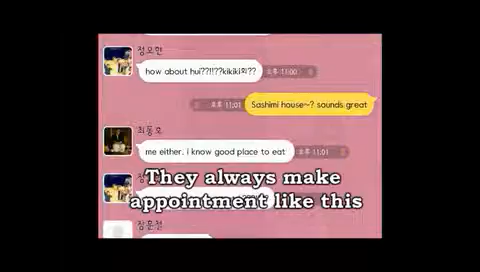 정모한
how about hui??!!??kikiki회??
오후 11:00
오후 11:01
Sashimi house~? sounds great
최동호
me either. i know good place to eat
오후 11:01
They always make
appointment like this
장훈철